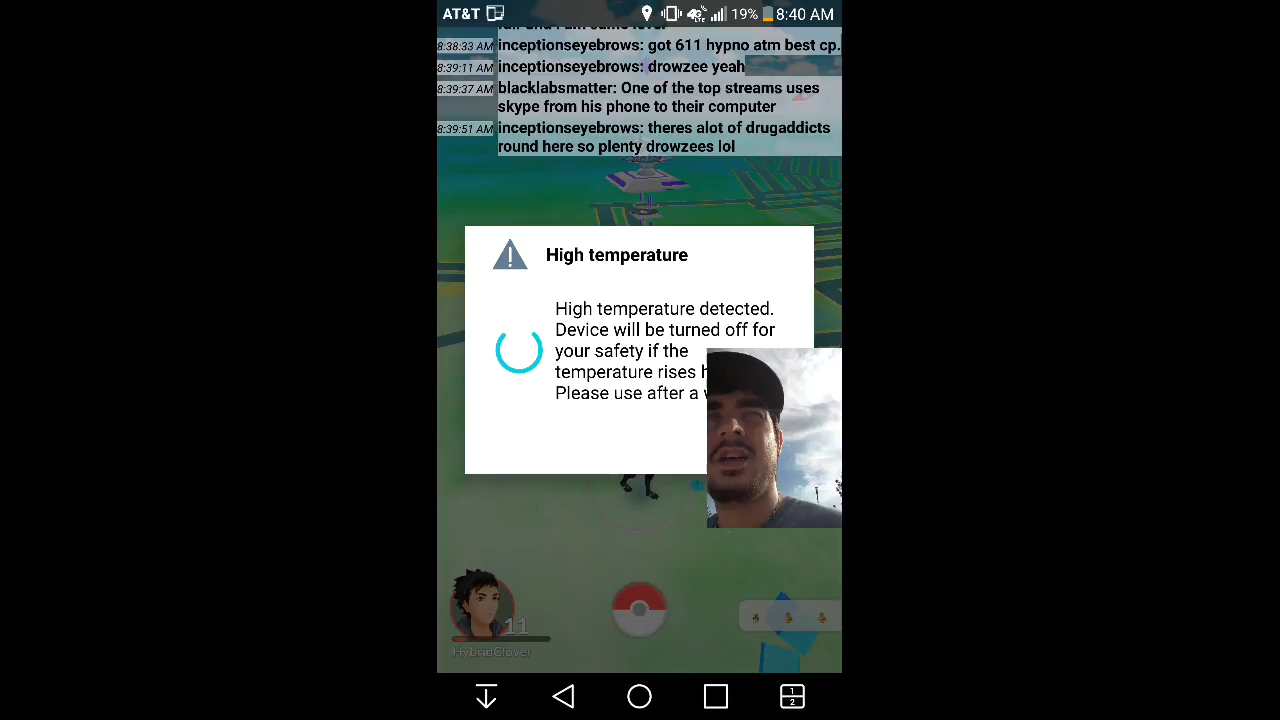 AT&T 4G LTE 19% 8:40 AM
8:38:33 AM inceptionseyebrows: got 611 hypno atm best cp.
8:39:11 AM inceptionseyebrows: drowzee yeah
8:39:37 AM blacklabsmatter: One of the top streams uses
skype from his phone to their computer
8:39:51 AM inceptionseyebrows: theres alot of drugaddicts
round here so plenty drowzees lol
High temperature
High temperature detected.
Device will be turned off for
your safety if the
temperature rises
Please use after a
11
HybridClover
1
2